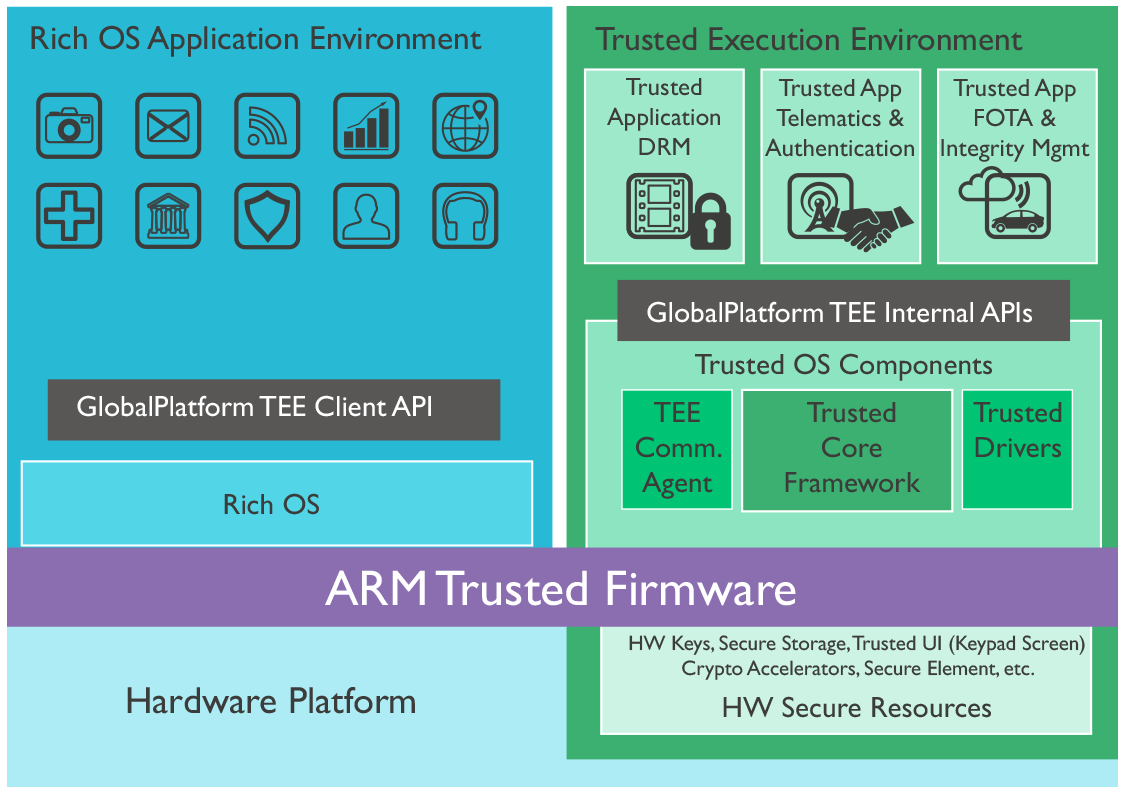 Rich OS Application Environment
GlobalPlatform TEE Client API
Rich OS
Trusted Execution Environment
Trusted
Application
DRM
Trusted App
Telematics &
Authentication
Trusted App
FOTA &
Integrity Mgmt
GlobalPlatform TEE Internal APIs
Trusted OS Components
TEE
Comm.
Agent
Trusted
Core
Framework
Trusted
Drivers
ARM Trusted Firmware
Hardware Platform
HW Keys, Secure Storage, Trusted UI (Keypad Screen)
Crypto Accelerators, Secure Element, etc.
HW Secure Resources